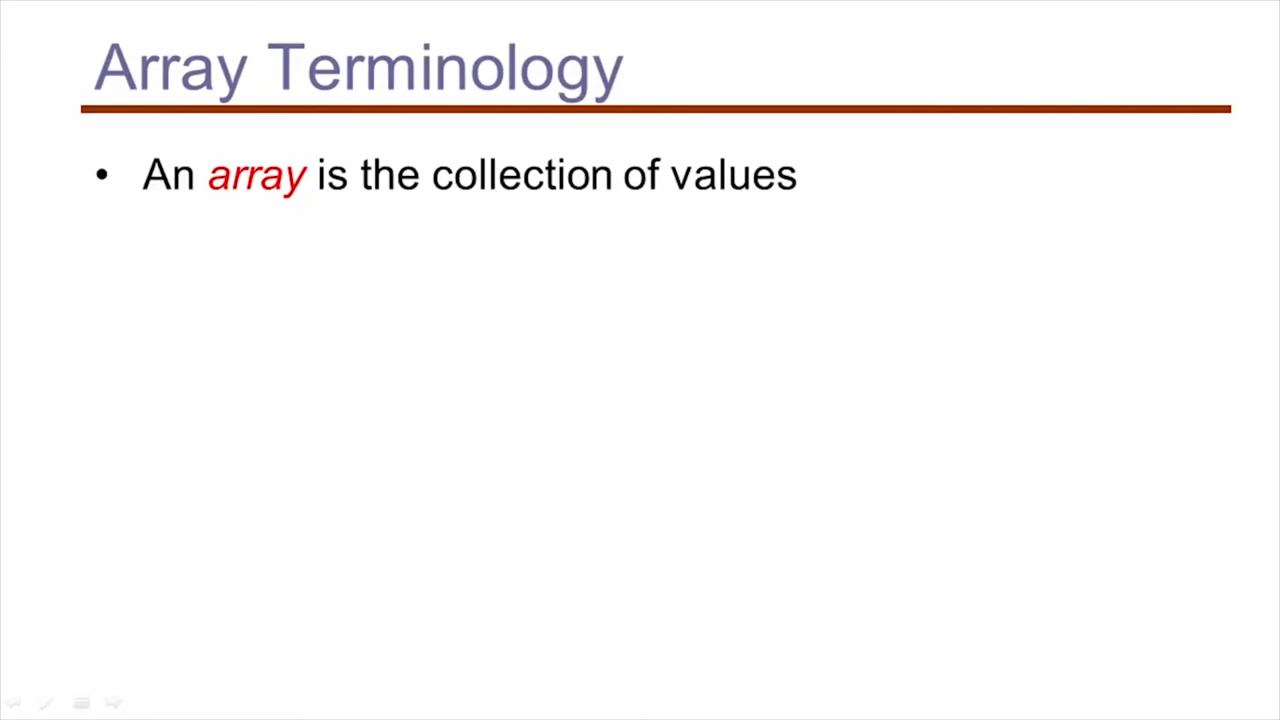 Array Terminology
• An array is the collection of values